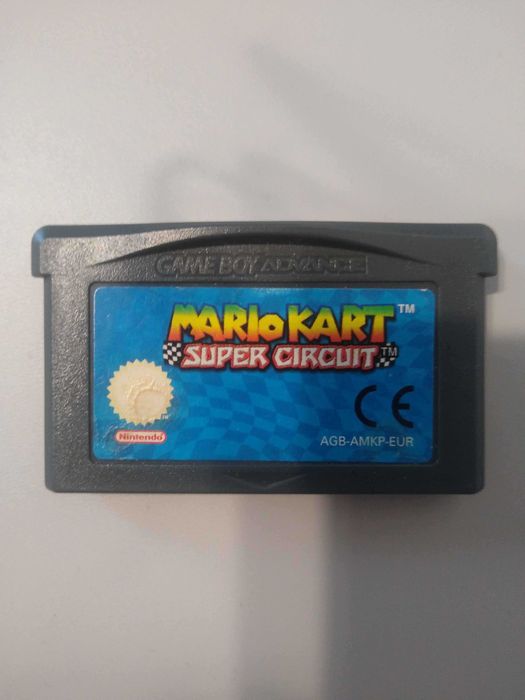 GAME BOY ADVANCE
MARIO KART™
SUPER CIRCUIT™
CE
Nintendo
AGB-AMKP-EUR